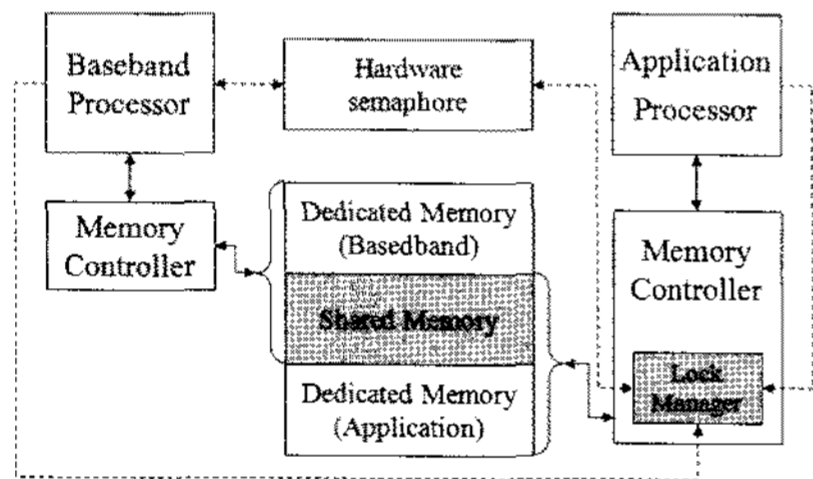 Baseband
Processor
Hardware
semaphore
Application
Processor
Memory
Controller
Dedicated Memory
(Basedband)
Shared Memory
Dedicated Memory
(Application)
Memory
Controller
Lock
Manager